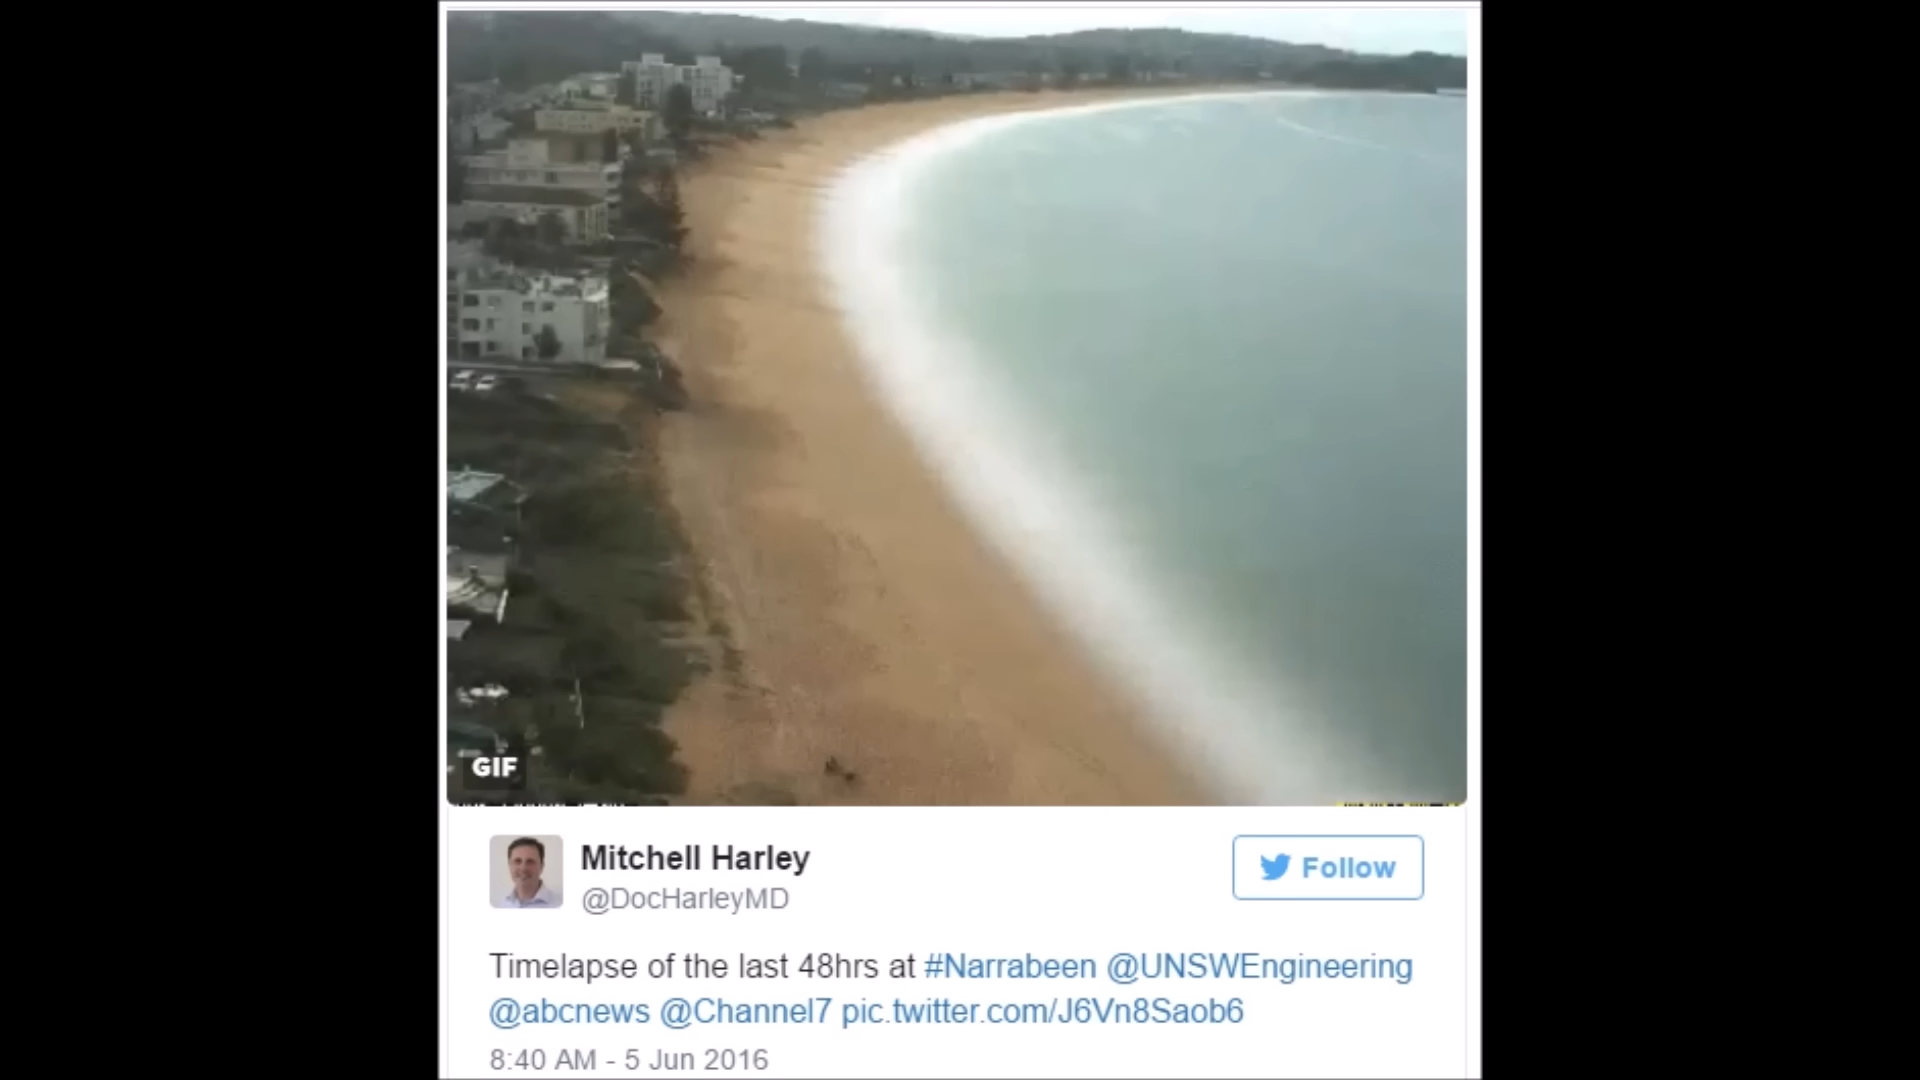 GIF
Mitchell Harley
@DocHarleyMD
Follow
Timelapse of the last 48hrs at #Narrabeen @UNSWEngineering
@abcnews @Channel7 pic.twitter.com/J6Vn8Saob6
8:40 AM - 5 Jun 2016